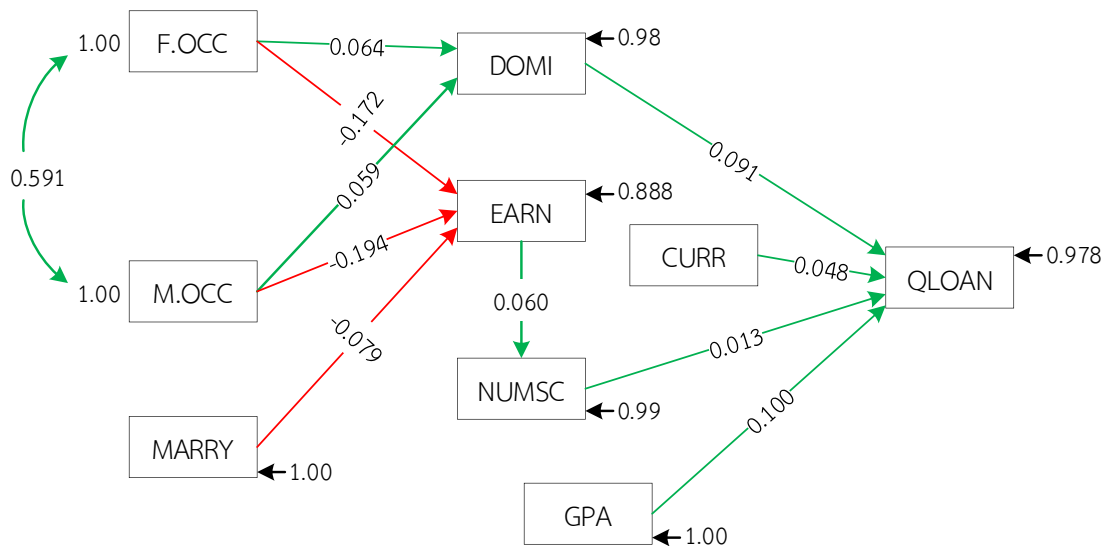 1.00
F.OCC
0.064
DOMI
0.98
-0.172
0.091
0.591
0.059
EARN
0.888
CURR
0.048
QLOAN
0.978
1.00
M.OCC
-0.194
0.060
-0.079
0.013
NUMSC
0.99
0.100
MARRY
1.00
GPA
1.00